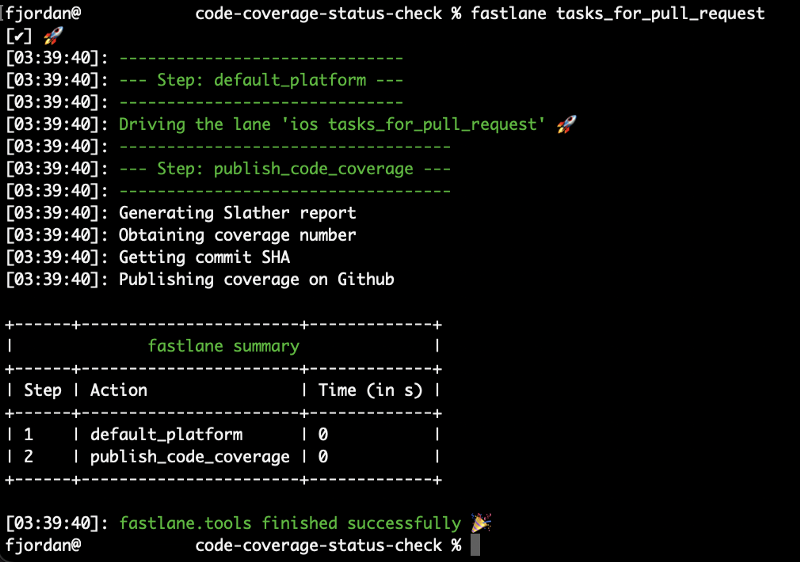 fjordan@ code-coverage-status-check % fastlane tasks_for_pull_request
[✔] 🚀
[03:39:40]: ------------------------------
[03:39:40]: --- Step: default_platform ---
[03:39:40]: ------------------------------
[03:39:40]: Driving the lane 'ios tasks_for_pull_request' 🚀
[03:39:40]: -----------------------------------
[03:39:40]: --- Step: publish_code_coverage ---
[03:39:40]: -----------------------------------
[03:39:40]: Generating Slather report
[03:39:40]: Obtaining coverage number
[03:39:40]: Getting commit SHA
[03:39:40]: Publishing coverage on Github
+------+-----------------------+-------------+
| fastlane summary |
+------+-----------------------+-------------+
| Step | Action | Time (in s) |
+------+-----------------------+-------------+
| 1 | default_platform | 0 |
| 2 | publish_code_coverage | 0 |
+------+-----------------------+-------------+
[03:39:40]: fastlane.tools finished successfully 🎉
fjordan@ code-coverage-status-check %